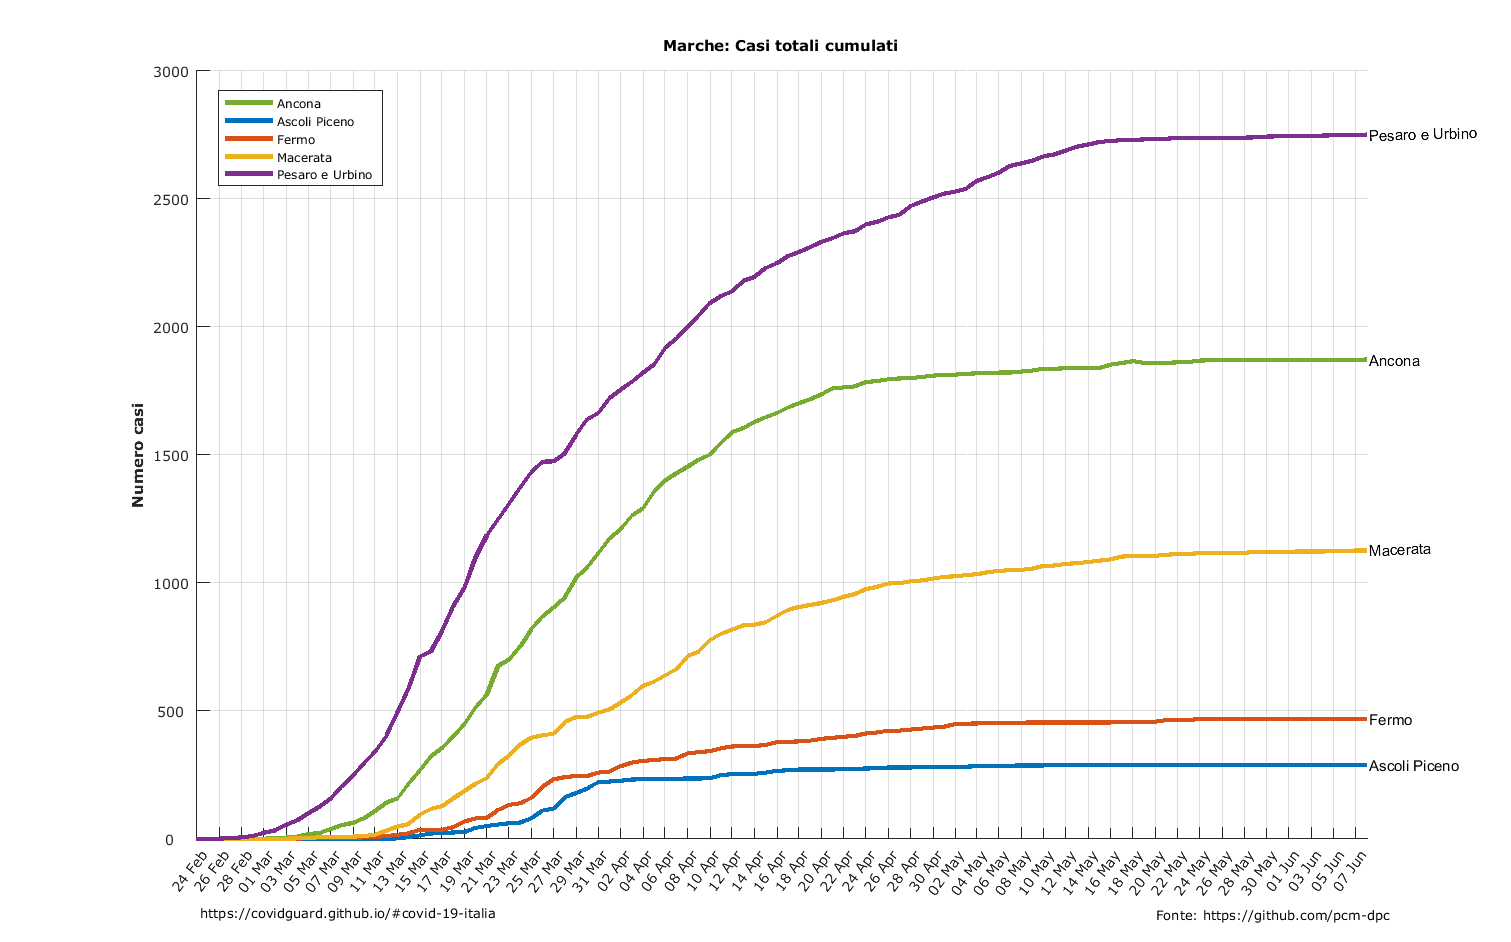 Marche: Casi totali cumulati
3000
2500
2000
1500
1000
500
0
Numero casi
Ancona
Ascoli Piceno
Fermo
Macerata
Pesaro e Urbino
Pesaro e Urbino
Ancona
Macerata
Fermo
Ascoli Piceno
24 Feb
26 Feb
28 Feb
01 Mar
03 Mar
05 Mar
07 Mar
09 Mar
11 Mar
13 Mar
15 Mar
17 Mar
19 Mar
21 Mar
23 Mar
25 Mar
27 Mar
29 Mar
31 Mar
02 Apr
04 Apr
06 Apr
08 Apr
10 Apr
12 Apr
14 Apr
16 Apr
18 Apr
20 Apr
22 Apr
24 Apr
26 Apr
28 Apr
30 Apr
02 May
04 May
06 May
08 May
10 May
12 May
14 May
16 May
18 May
20 May
22 May
24 May
26 May
28 May
30 May
01 Jun
03 Jun
05 Jun
07 Jun
https://covidguard.github.io/#covid-19-italia
Fonte: https://github.com/pcm-dpc